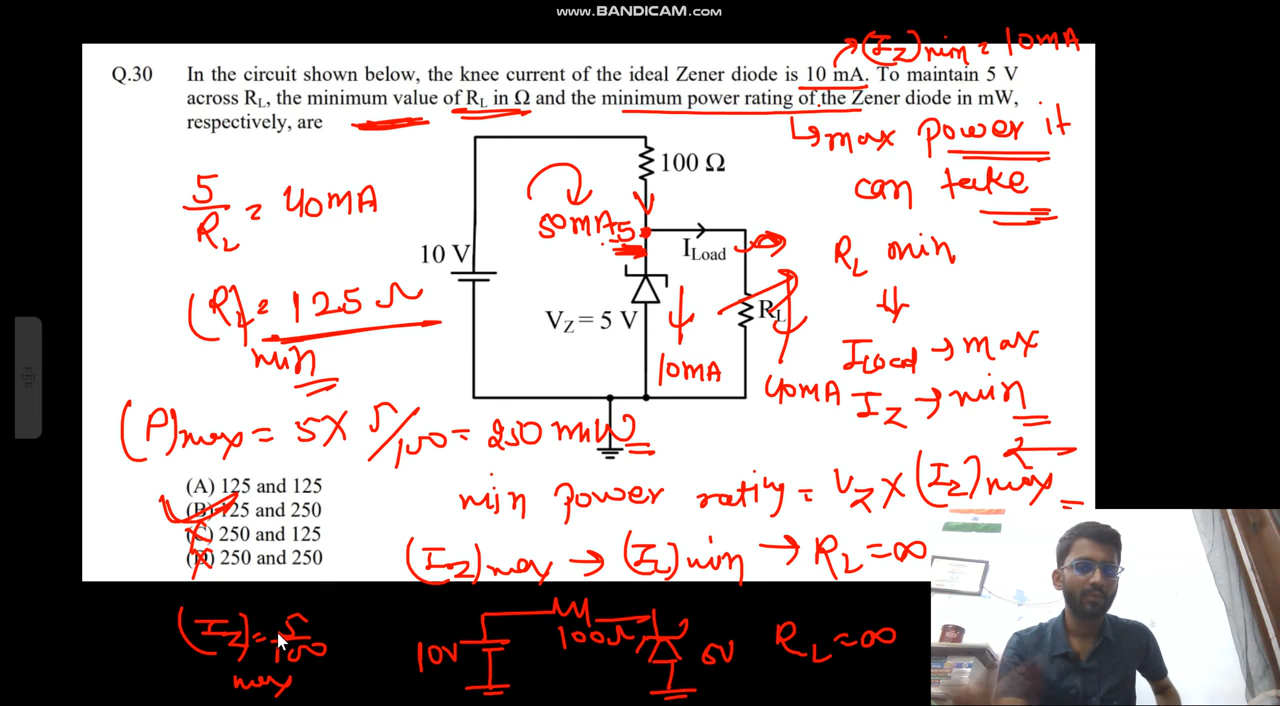 www.BANDICAM.com
→(Iz)min = 10mA
Q.30 In the circuit shown below, the knee current of the ideal Zener diode is 10 mA. To maintain 5 V
across RL, the minimum value of RL in Ω and the minimum power rating of the Zener diode in mW,
respectively, are
↳max power it
can take
100 Ω
5/RL = 40mA
50mA 5
ILoad
10 V
RL min
⇓
(RL) = 125Ω
min
VZ = 5 V
RL
ILoad → max
10mA
40mA
IZ → min
(P)max = 5 X 5/100 = 250 mW
(A) 125 and 125
(B) 125 and 250
(C) 250 and 125
(D) 250 and 250
min power rating = VZ X (IZ)max
(IZ)max → (IL)min → RL = ∞
(IZ) = 5/100
max
10V
100Ω
5V
RL = ∞